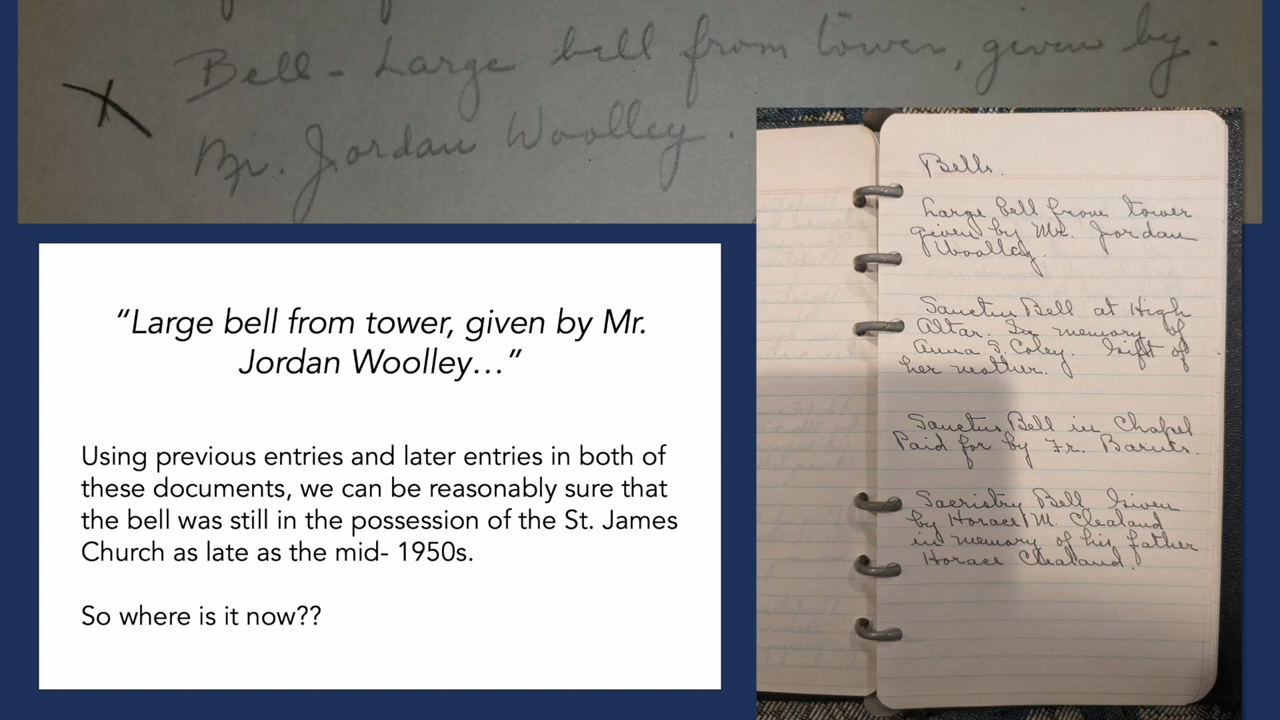 Bell - Large bell from tower, given by.
Mr. Jordan Woolley.
“Large bell from tower, given by Mr.
Jordan Woolley…”
Using previous entries and later entries in both of
these documents, we can be reasonably sure that
the bell was still in the possession of the St. James
Church as late as the mid- 1950s.
So where is it now??
Bells.
Large bell from tower
given by Mr. Jordan
Woolley.
Sanctus Bell at High
Altar. In memory of
Anna S. Coley. Gift of
her mother.
Sanctus Bell in Chapel
Paid for by Fr.
Sacristry Bell Given
by Horace M. Clealand
in memory of his father
Horace Clealand.